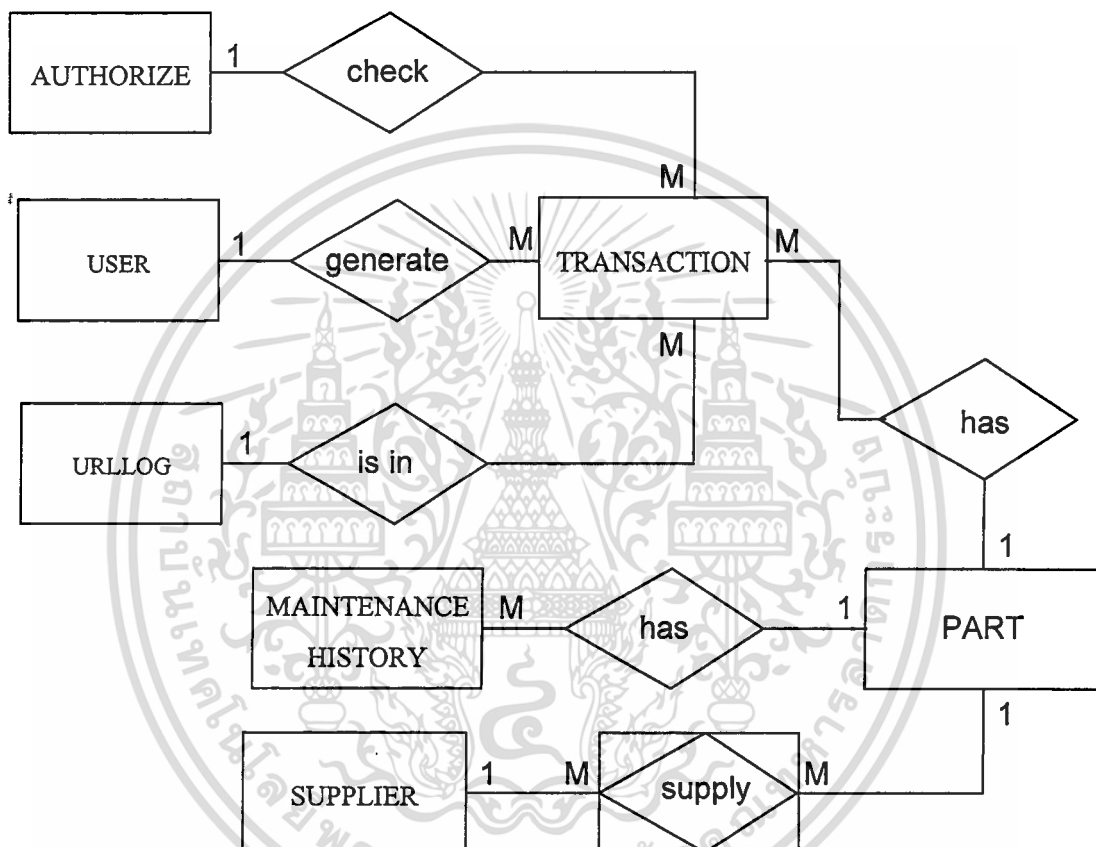 AUTHORIZE 1 check
M
USER 1 generate M TRANSACTION M
M
URLLOG 1 is in
has
1
MAINTENANCE
HISTORY M has 1 PART
1
SUPPLIER 1 M supply M